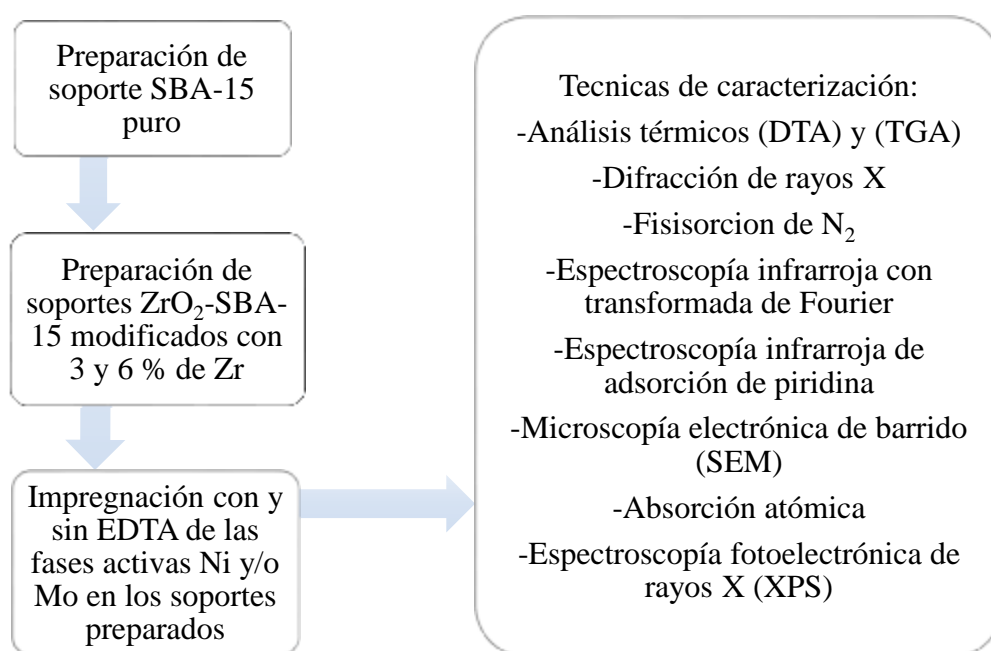 Preparación de
soporte SBA-15
puro
Preparación de
soportes ZrO₂-SBA-
15 modificados con
3 y 6 % de Zr
Impregnación con y
sin EDTA de las
fases activas Ni y/o
Mo en los soportes
preparados
Tecnicas de caracterización:
-Análisis térmicos (DTA) y (TGA)
-Difracción de rayos X
-Fisisorcion de N₂
-Espectroscopía infrarroja con
transformada de Fourier
-Espectroscopía infrarroja de
adsorción de piridina
-Microscopía electrónica de barrido
(SEM)
-Absorción atómica
-Espectroscopía fotoelectrónica de
rayos X (XPS)